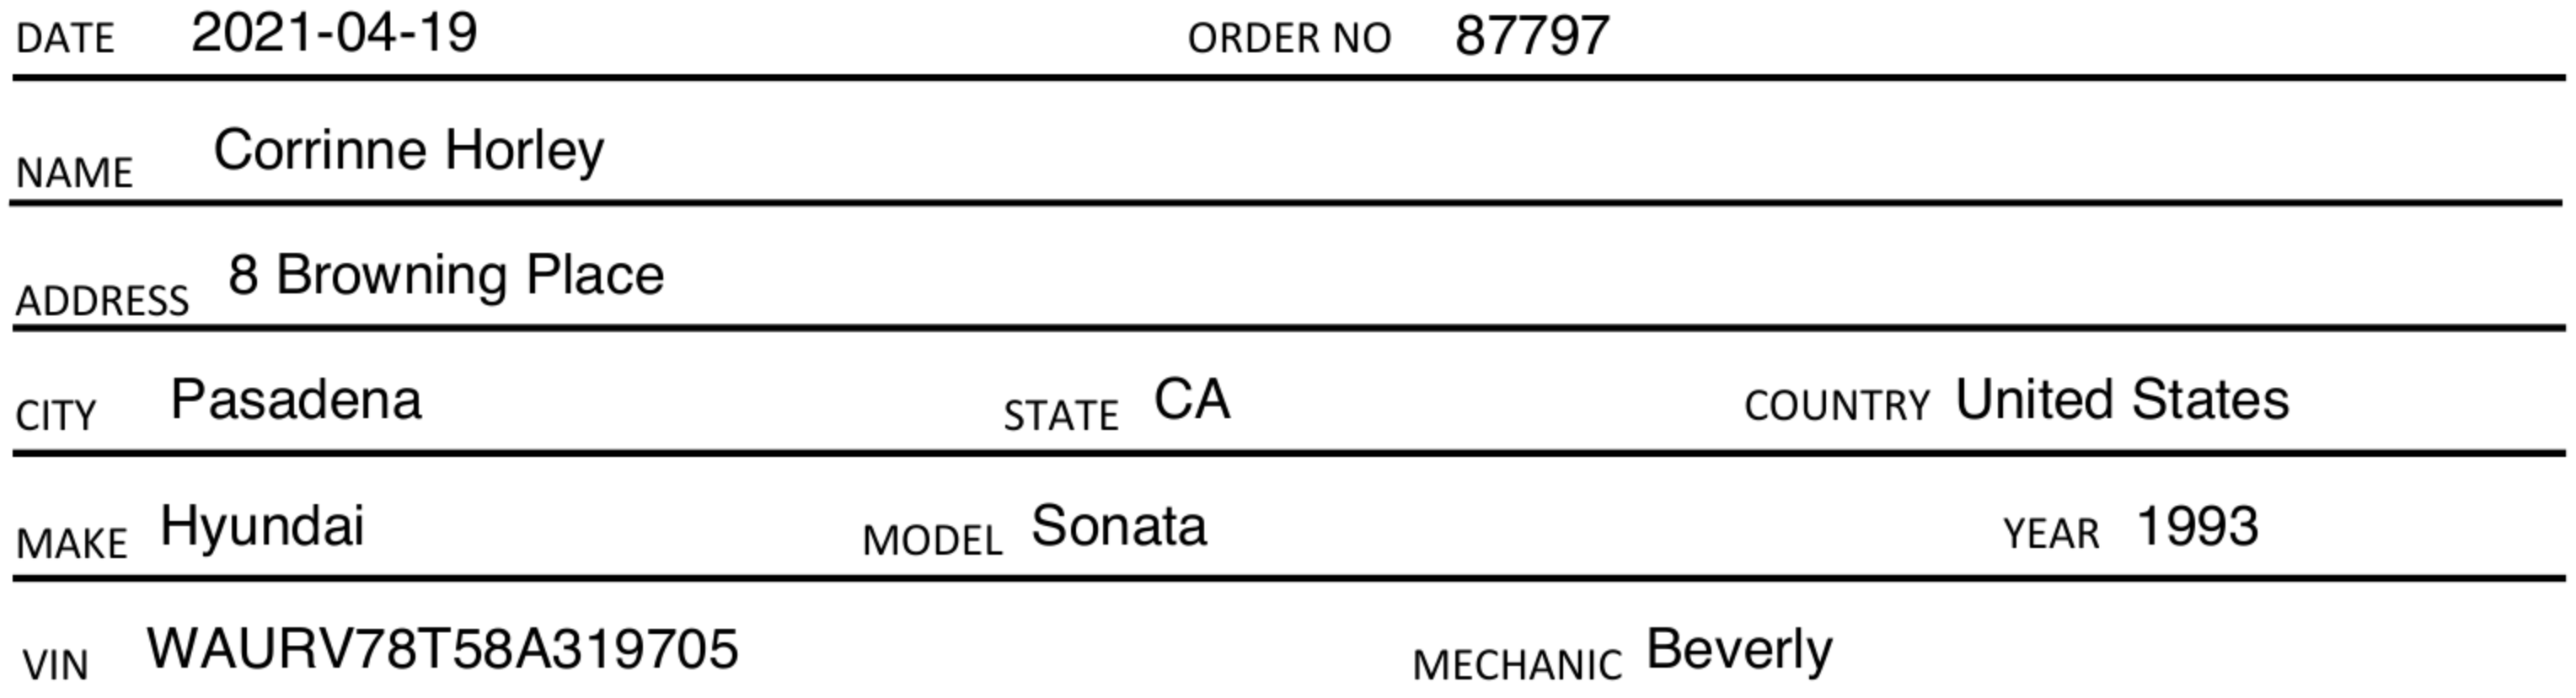 DATE 2021-04-19 ORDER NO 87797
NAME Corrinne Horley
ADDRESS 8 Browning Place
CITY Pasadena STATE CA COUNTRY United States
MAKE Hyundai MODEL Sonata YEAR 1993
VIN WAURV78T58A319705 MECHANIC Beverly